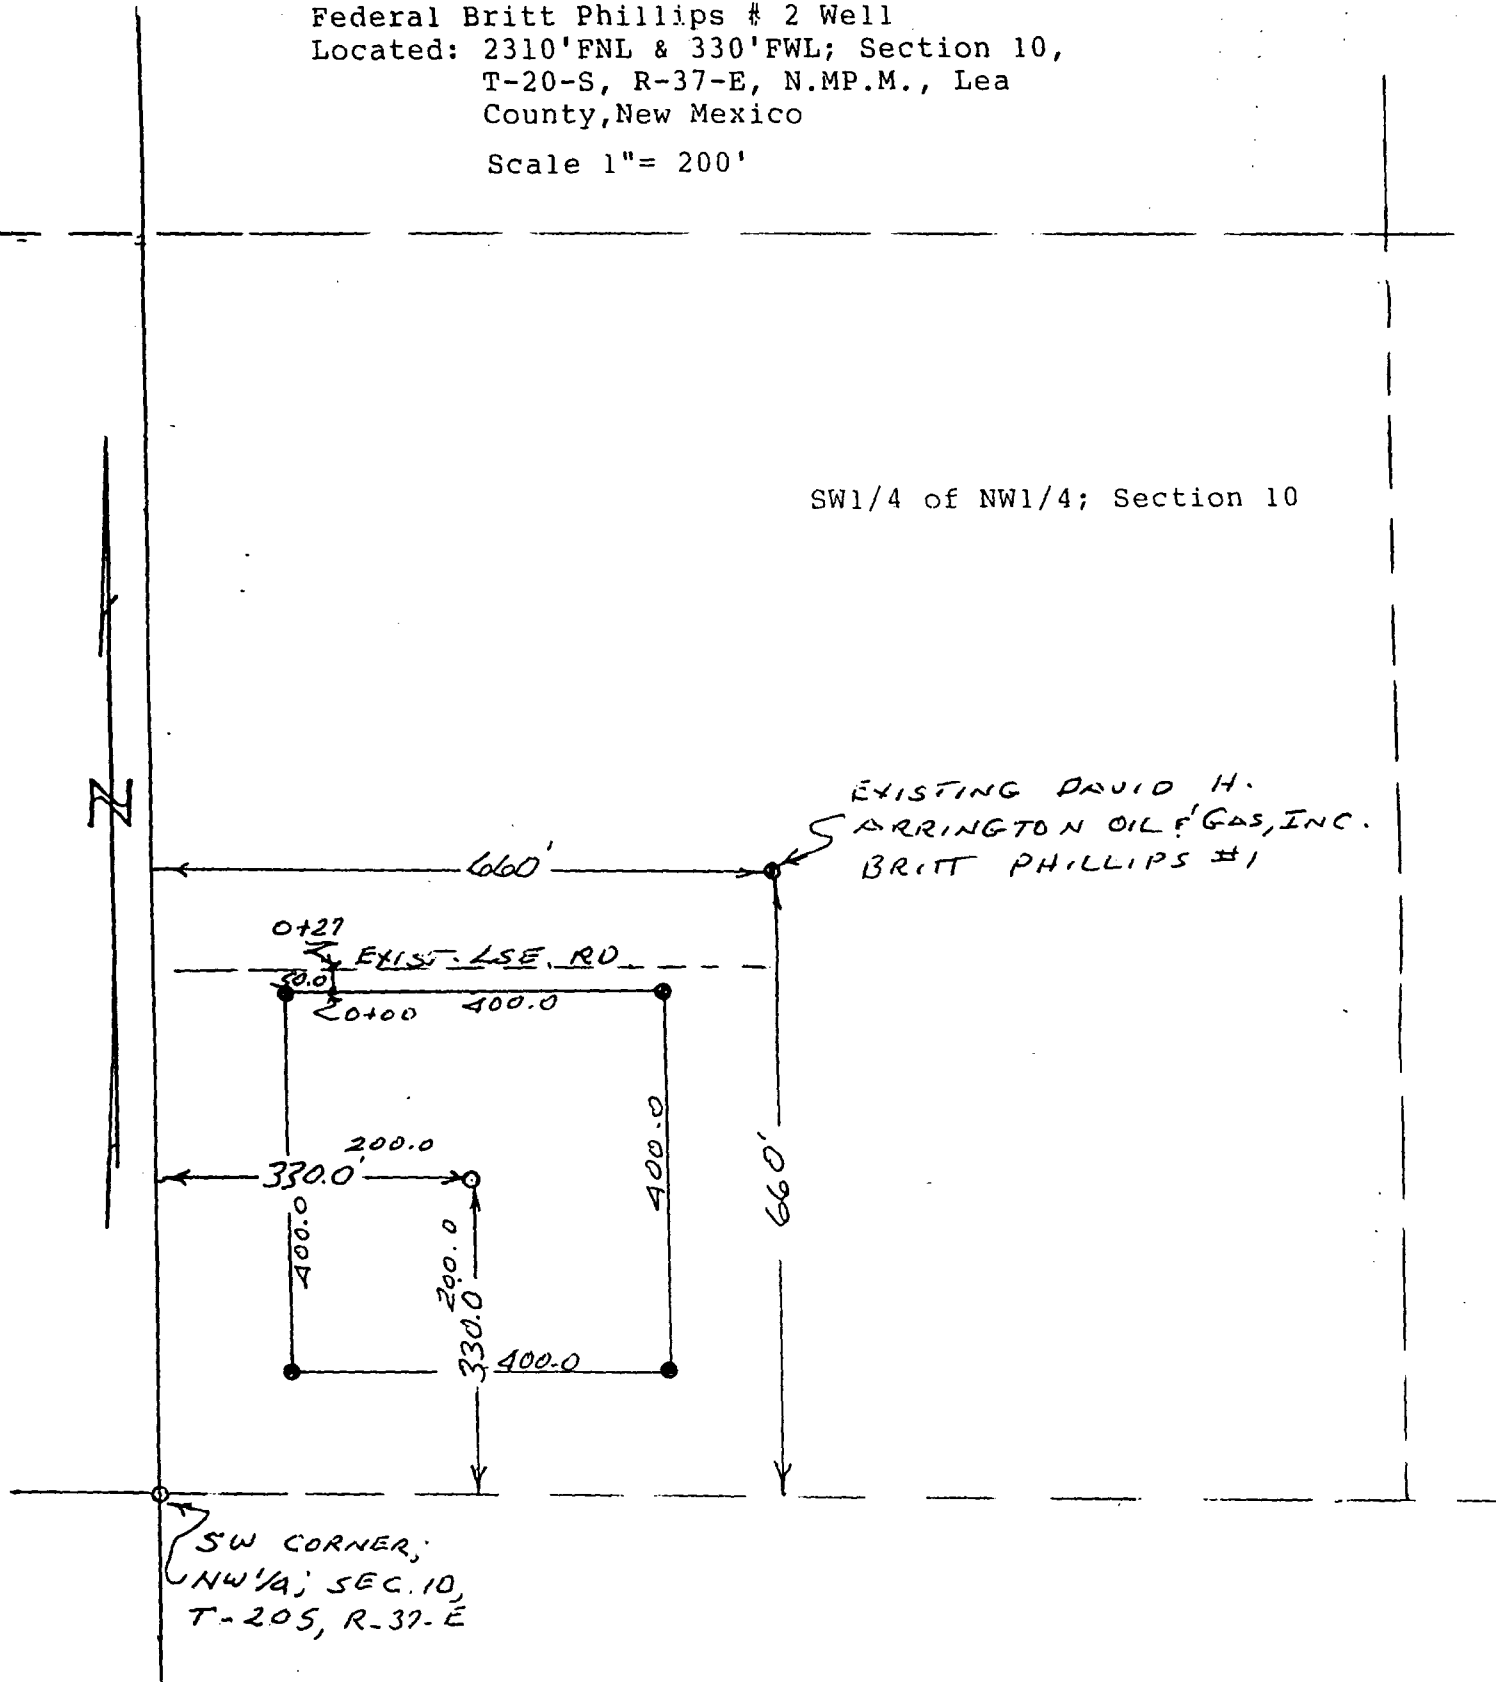 Federal Britt Phillips # 2 Well
Located: 2310'FNL & 330'FWL; Section 10,
T-20-S, R-37-E, N.MP.M., Lea
County,New Mexico
Scale 1"= 200'
SW1/4 of NW1/4; Section 10
N
EXISTING DAVID H.
ARRINGTON OIL & GAS, INC.
BRITT PHILLIPS #1
660'
0+27
EXIST. LSE. RD.
50.0
0+00
400.0
400.0
660'
200.0
330.0'
400.0
200.0
330.0'
400.0
SW CORNER;
NW 1/4; SEC. 10,
T-20S, R-37-E